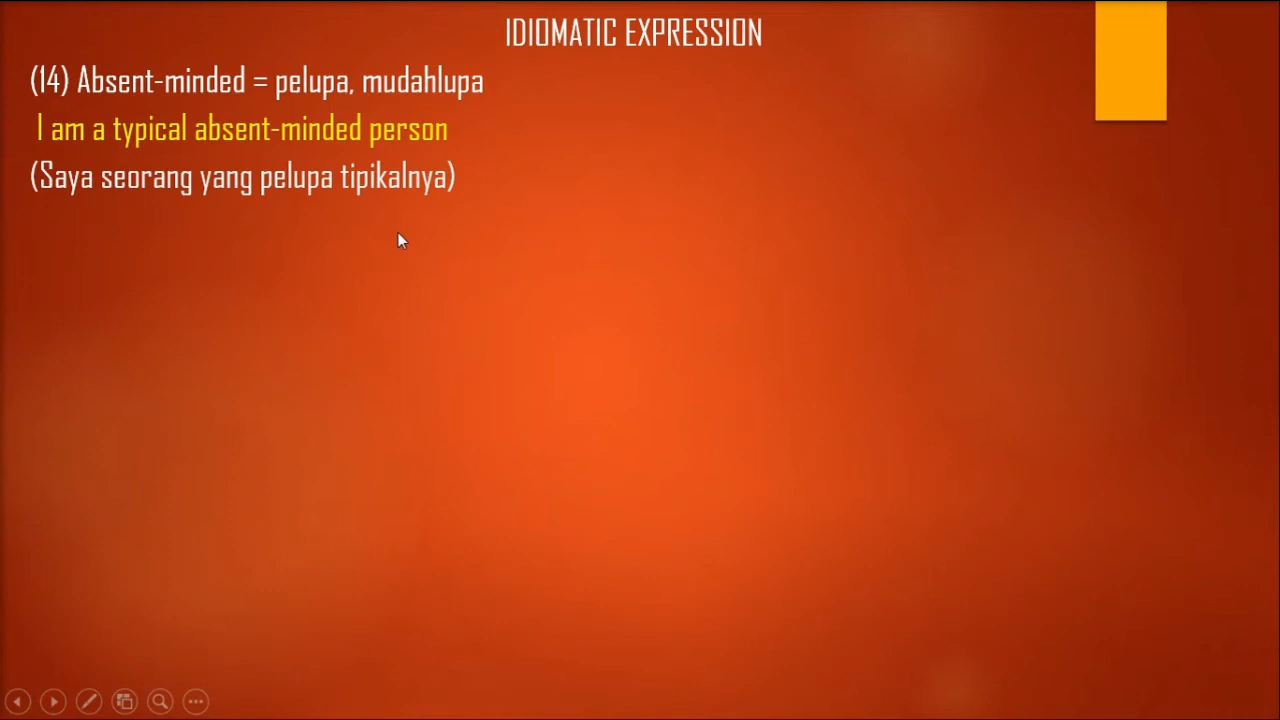 IDIOMATIC EXPRESSION
(14) Absent-minded = pelupa, mudahlupa
I am a typical absent-minded person
(Saya seorang yang pelupa tipikalnya)